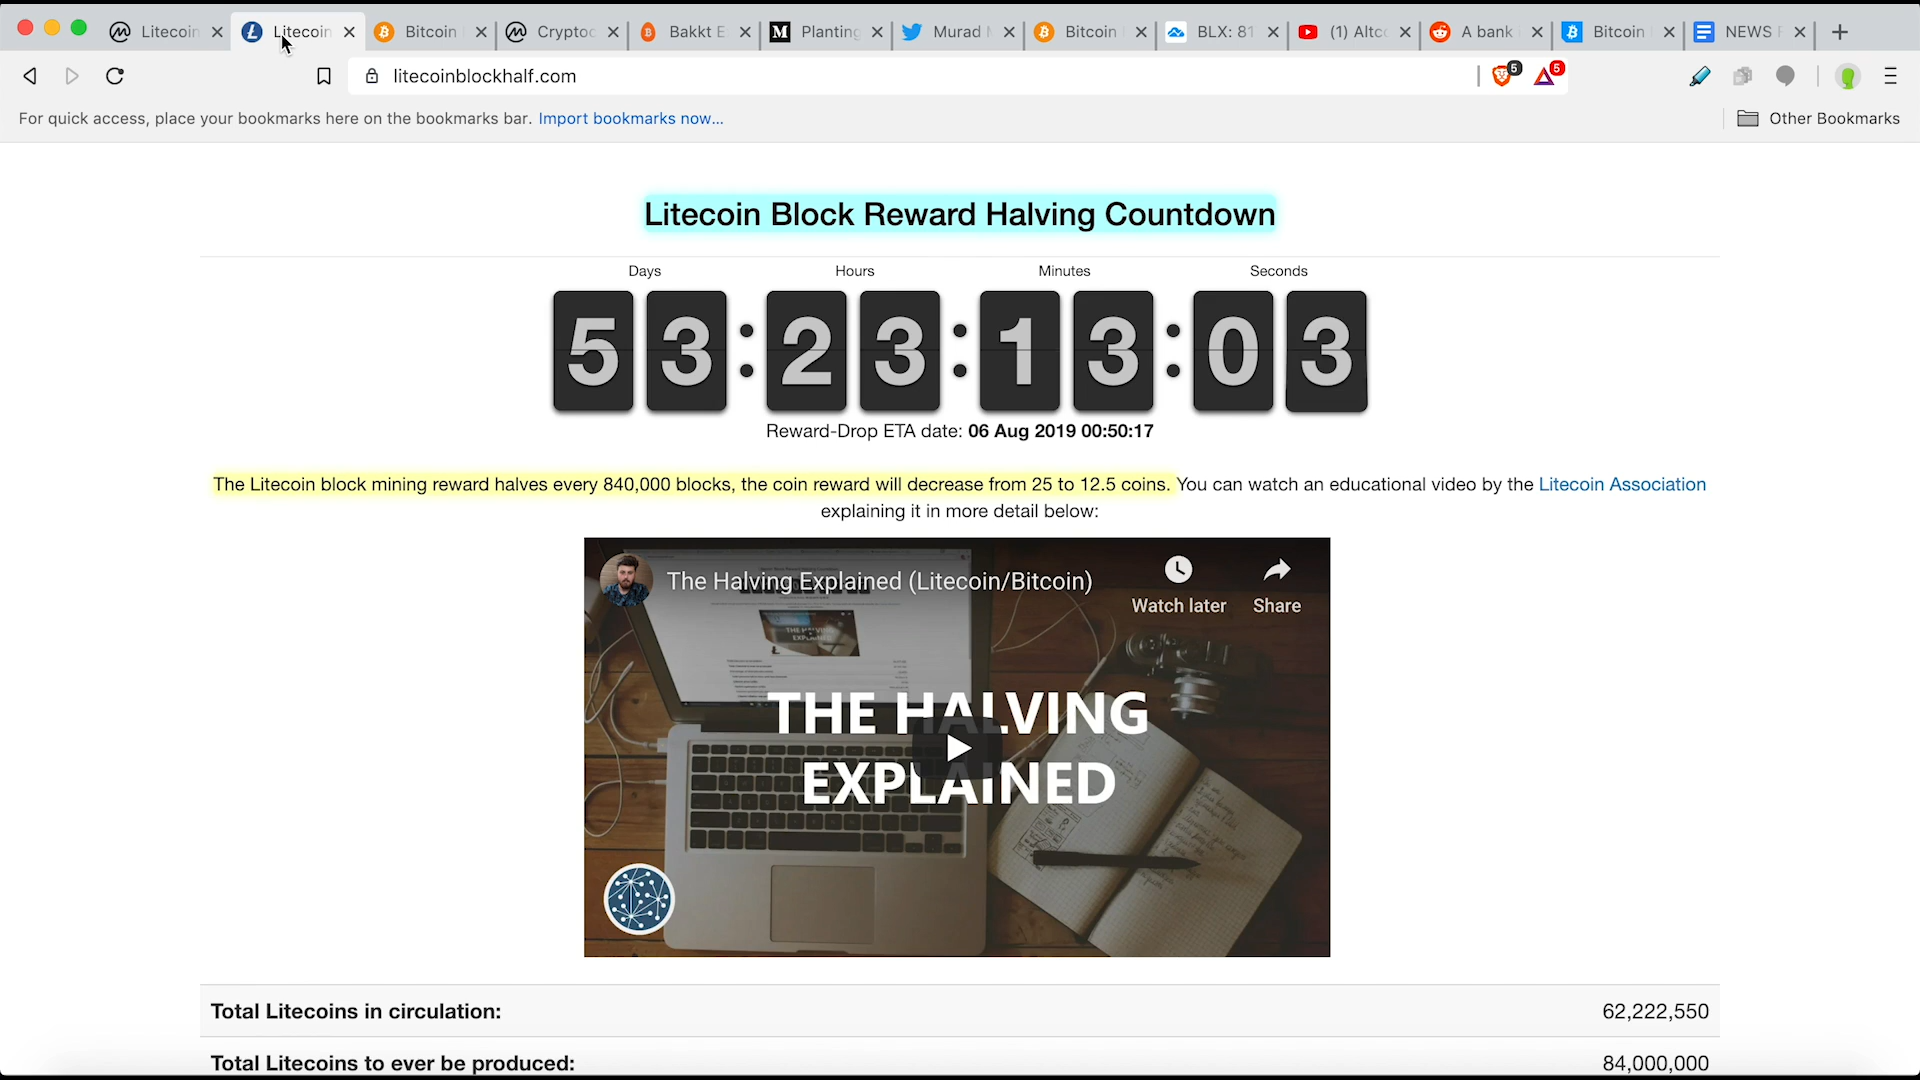 Litecoin
Litecoin
Bitcoin
Cryptoc
Bakkt E
Planting
Murad
Bitcoin
BLX: 81
(1) Altc
A bank
Bitcoin
NEWS
litecoinblockhalf.com
5
5
For quick access, place your bookmarks here on the bookmarks bar. Import bookmarks now...
Other Bookmarks
Litecoin Block Reward Halving Countdown
Days Hours Minutes Seconds
53:23:13:03
Reward-Drop ETA date: 06 Aug 2019 00:50:17
The Litecoin block mining reward halves every 840,000 blocks, the coin reward will decrease from 25 to 12.5 coins. You can watch an educational video by the Litecoin Association
explaining it in more detail below:
The Halving Explained (Litecoin/Bitcoin)
Watch later
Share
THE HALVING
EXPLAINED
Total Litecoins in circulation: 62,222,550
Total Litecoins to ever be produced: 84,000,000